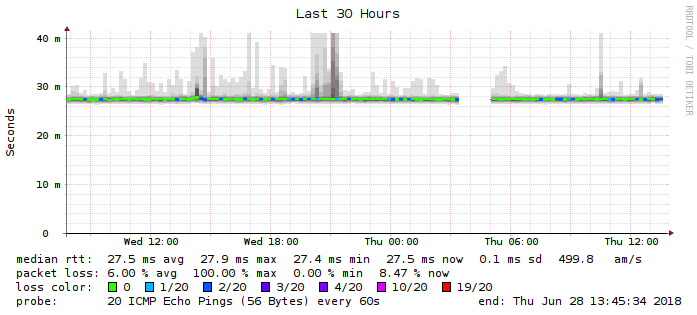 Last 30 Hours
RRDTOOL / TOBI OETIKER
Seconds
40 m
30 m
20 m
10 m
0
Wed 12:00 Wed 18:00 Thu 00:00 Thu 06:00 Thu 12:00
median rtt: 27.5 ms avg 27.9 ms max 27.4 ms min 27.5 ms now 0.1 ms sd 499.8 am/s
packet loss: 6.00 % avg 100.00 % max 0.00 % min 8.47 % now
loss color: 0 1/20 2/20 3/20 4/20 10/20 19/20
probe: 20 ICMP Echo Pings (56 Bytes) every 60s end: Thu Jun 28 13:45:34 2018